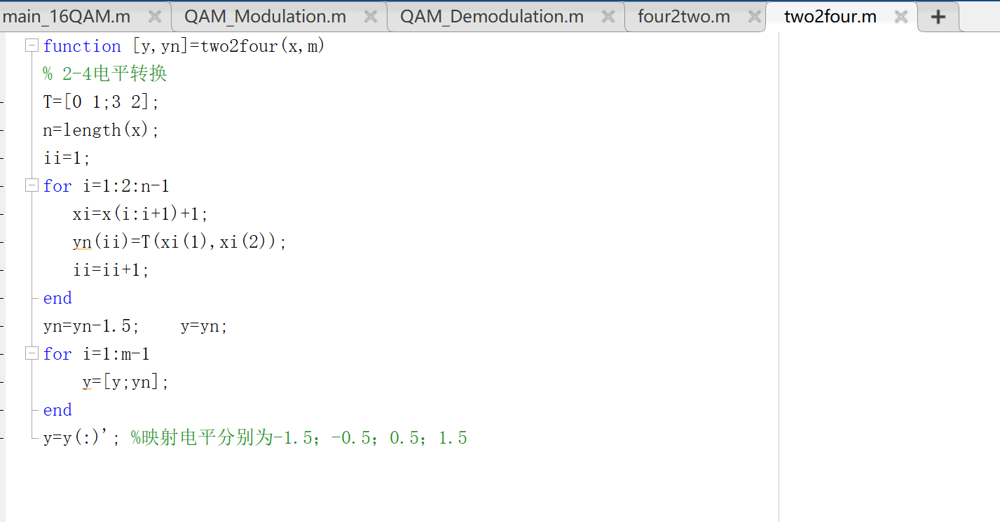 main_16QAM.m QAM_Modulation.m QAM_Demodulation.m four2two.m two2four.m
function [y,yn]=two2four(x,m)
% 2-4电平转换
T=[0 1;3 2];
n=length(x);
ii=1;
for i=1:2:n-1
xi=x(i:i+1)+1;
yn(ii)=T(xi(1),xi(2));
ii=ii+1;
end
yn=yn-1.5; y=yn;
for i=1:m-1
y=[y;yn];
end
y=y(:)'; %映射电平分别为-1.5；-0.5；0.5；1.5